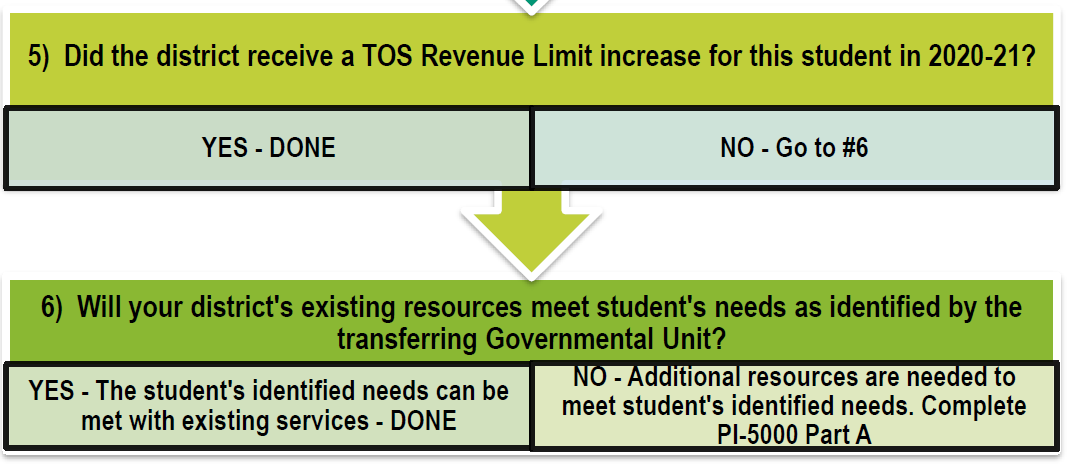 5) Did the district receive a TOS Revenue Limit increase for this student in 2020-21?
YES - DONE
NO - Go to #6
6) Will your district's existing resources meet student's needs as identified by the
transferring Governmental Unit?
YES - The student's identified needs can be
met with existing services - DONE
NO - Additional resources are needed to
meet student's identified needs. Complete
PI-5000 Part A